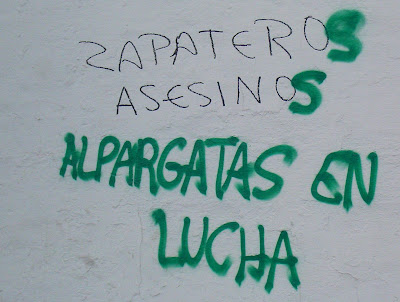 ZAPATEROS
ASESINOS
ALPARGATAS EN
LUCHA